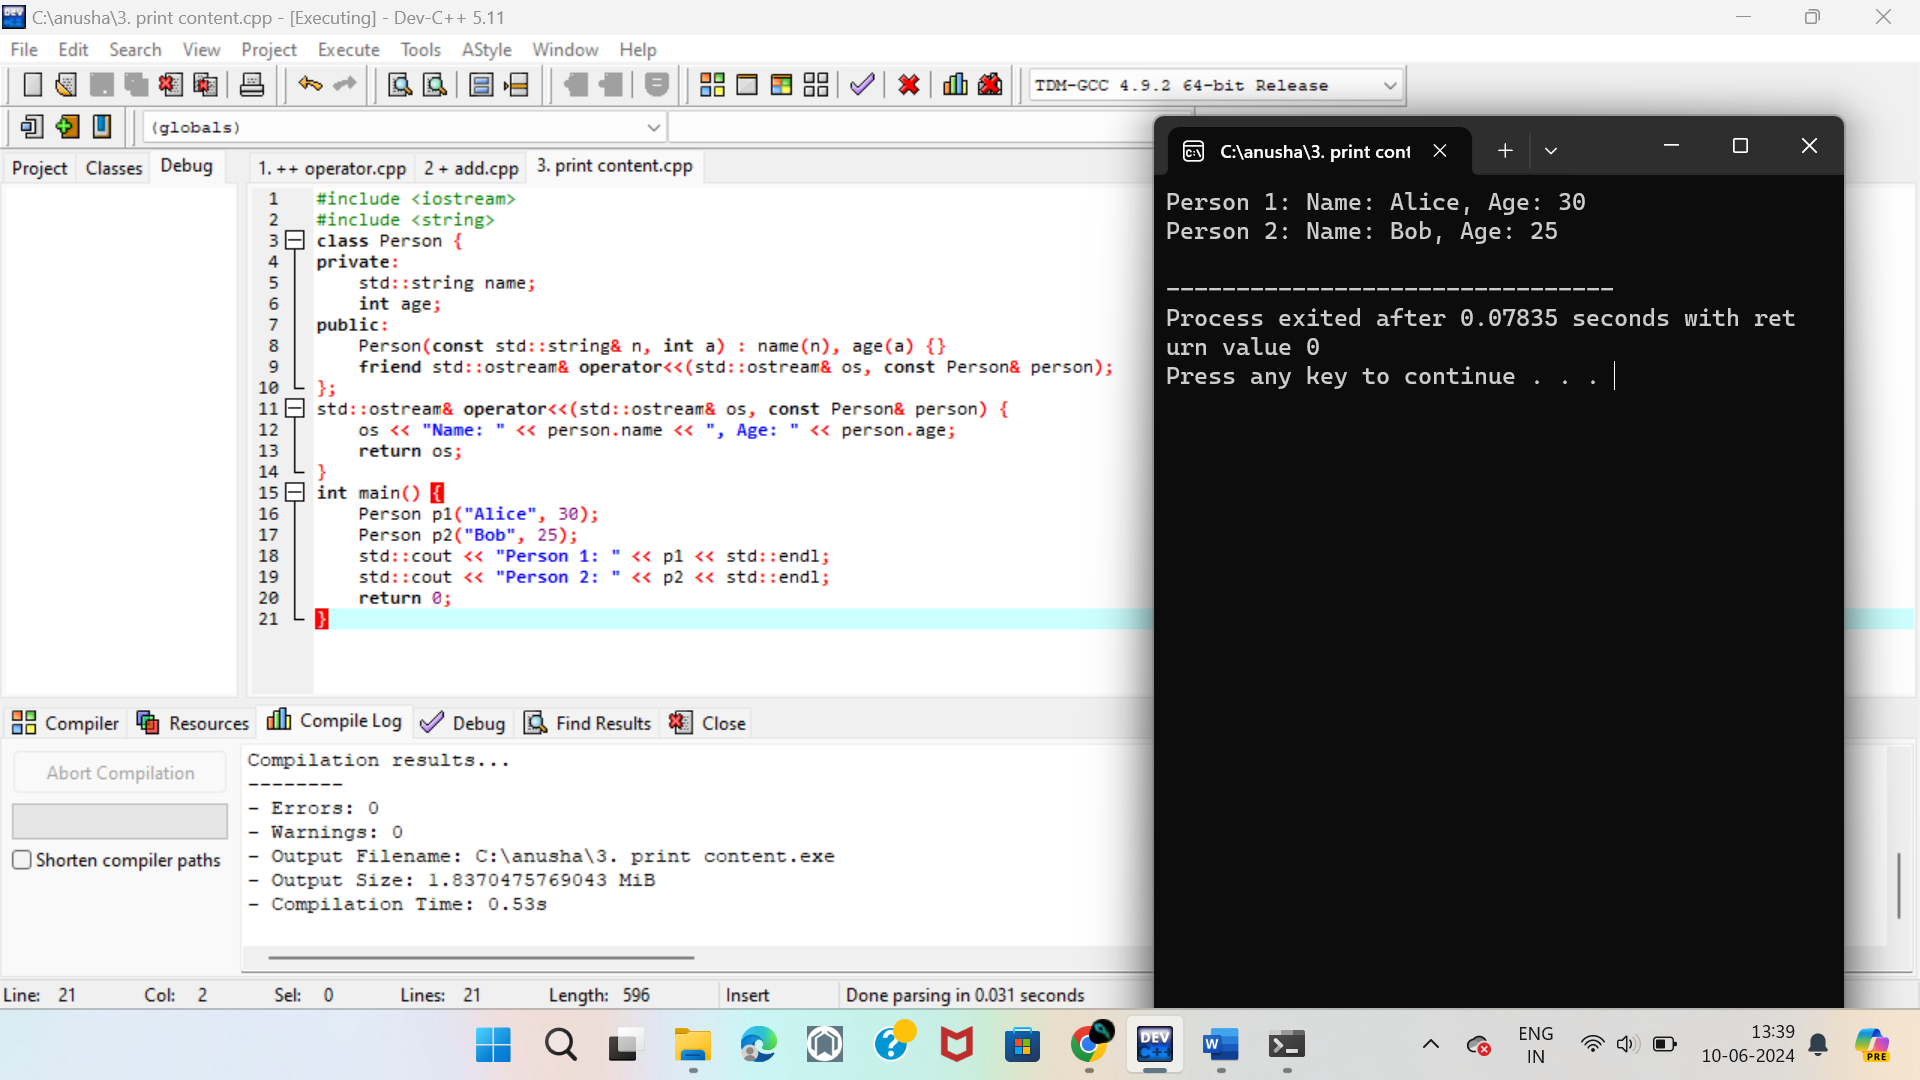 C:\anusha\3. print content.cpp - [Executing] - Dev-C++ 5.11
File Edit Search View Project Execute Tools AStyle Window Help
TDM-GCC 4.9.2 64-bit Release
(globals)
Project Classes Debug
1. ++ operator.cpp 2 + add.cpp 3. print content.cpp
1 #include <iostream>
2 #include <string>
3 class Person {
4 private:
5     std::string name;
6     int age;
7 public:
8     Person(const std::string& n, int a) : name(n), age(a) {}
9     friend std::ostream& operator<<(std::ostream& os, const Person& person);
10 };
11 std::ostream& operator<<(std::ostream& os, const Person& person) {
12     os << "Name: " << person.name << ", Age: " << person.age;
13     return os;
14 }
15 int main() {
16     Person p1("Alice", 30);
17     Person p2("Bob", 25);
18     std::cout << "Person 1: " << p1 << std::endl;
19     std::cout << "Person 2: " << p2 << std::endl;
20     return 0;
21 }
C:\anusha\3. print cont
Person 1: Name: Alice, Age: 30
Person 2: Name: Bob, Age: 25
--------------------------------
Process exited after 0.07835 seconds with ret
urn value 0
Press any key to continue . . .
Compiler Resources Compile Log Debug Find Results Close
Abort Compilation
Shorten compiler paths
Compilation results...
--------
- Errors: 0
- Warnings: 0
- Output Filename: C:\anusha\3. print content.exe
- Output Size: 1.8370475769043 MiB
- Compilation Time: 0.53s
Line: 21 Col: 2 Sel: 0 Lines: 21 Length: 596 Insert Done parsing in 0.031 seconds
DEV
C++
W
ENG
IN
13:39
10-06-2024
PRE